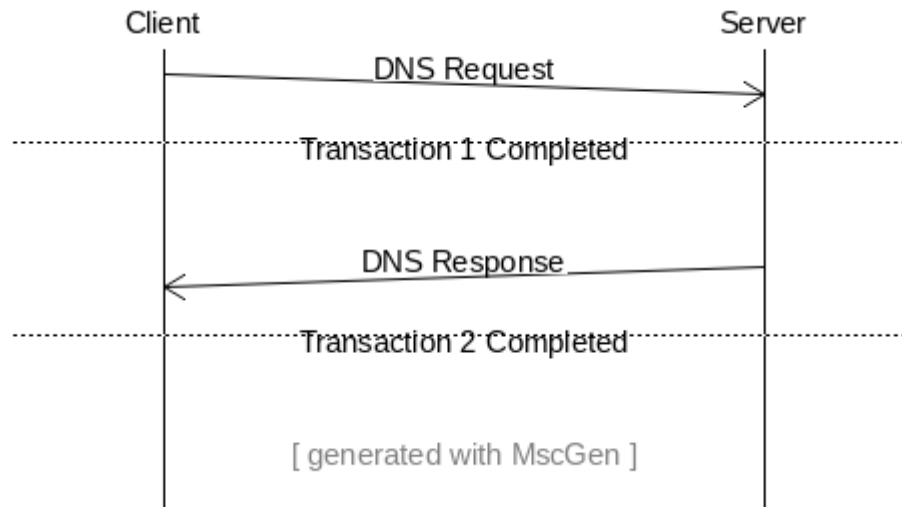 Client Server
DNS Request
Transaction 1 Completed
DNS Response
Transaction 2 Completed
[ generated with MscGen ]